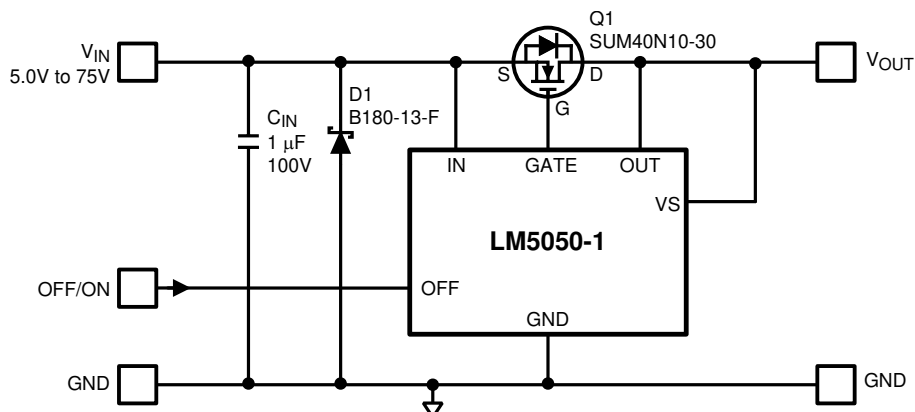 Q1
SUM40N10-30
V_IN
5.0V to 75V
S
D
G
V_OUT
D1
B180-13-F
C_IN
1 μF
100V
IN
GATE
OUT
VS
LM5050-1
OFF/ON
OFF
GND
GND
GND